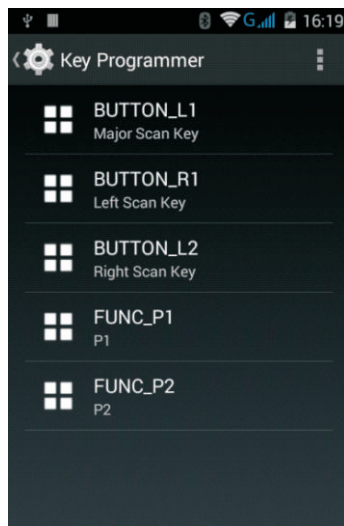 G 16:19
Key Programmer
BUTTON_L1
Major Scan Key
BUTTON_R1
Left Scan Key
BUTTON_L2
Right Scan Key
FUNC_P1
P1
FUNC_P2
P2